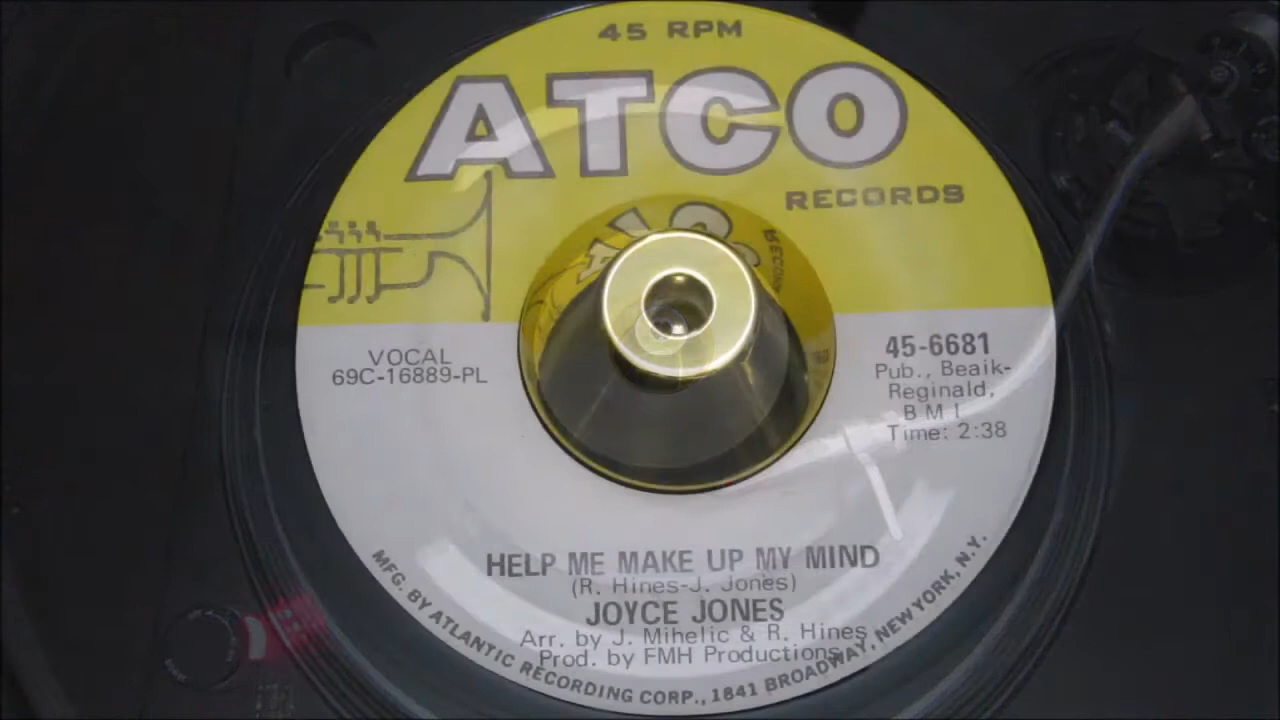 45 RPM
ATCO
RECORDS
VOCAL
69C-16889-PL
45-6681
Pub., Beaik-
Reginald,
BMI
Time: 2:38
HELP ME MAKE UP MY MIND
(R. Hines-J. Jones)
JOYCE JONES
Arr. by J. Mihelic & R. Hines
Prod. by FMH Productions
MFG. BY ATLANTIC RECORDING CORP., 1841 BROADWAY, NEW YORK, N.Y.